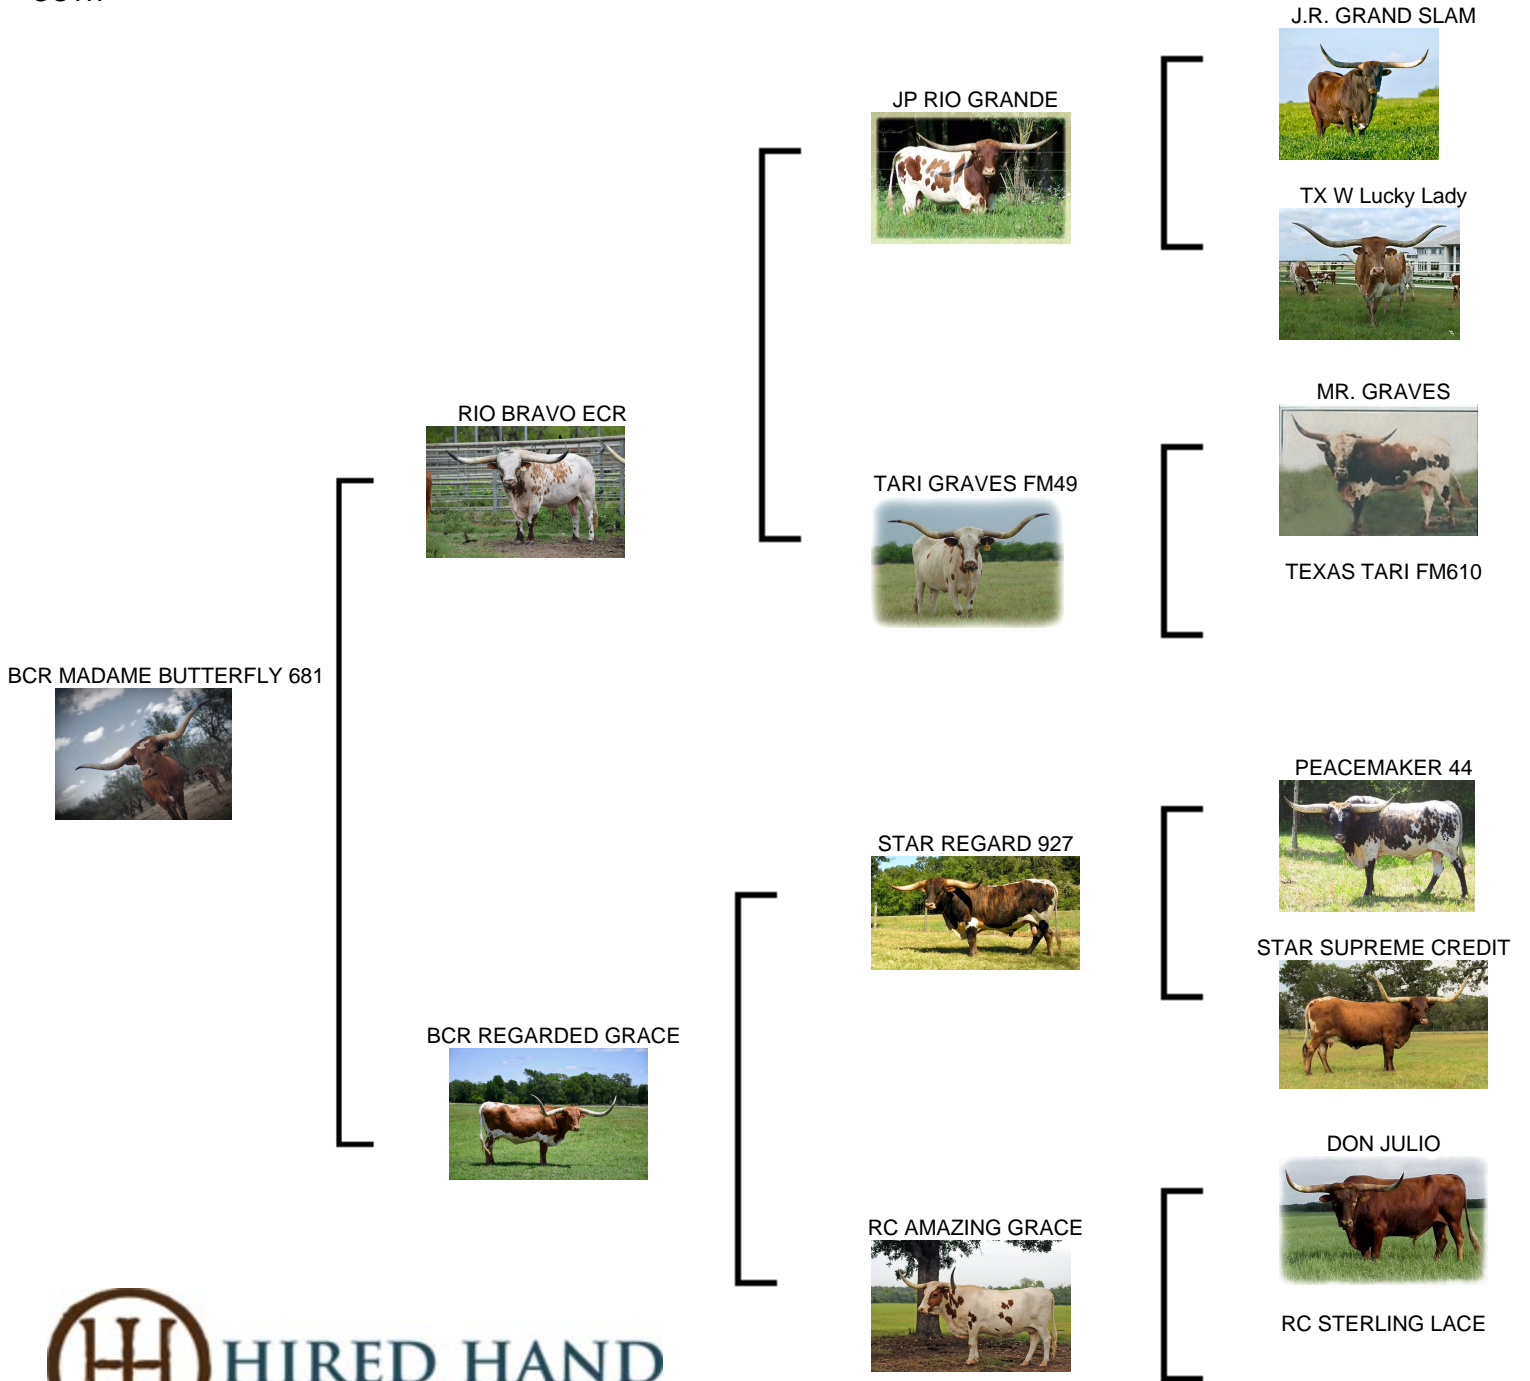 J.R. GRAND SLAM
JP RIO GRANDE
TX W Lucky Lady
MR. GRAVES
RIO BRAVO ECR
TARI GRAVES FM49
TEXAS TARI FM610
BCR MADAME BUTTERFLY 681
PEACEMAKER 44
STAR REGARD 927
STAR SUPREME CREDIT
BCR REGARDED GRACE
DON JULIO
RC AMAZING GRACE
RC STERLING LACE
HIRED HAND